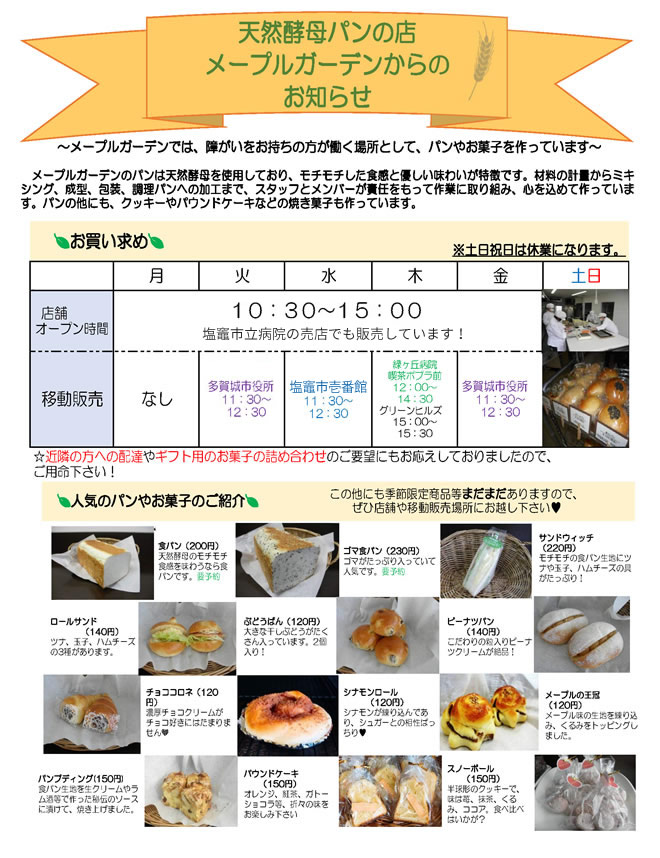 天然酵母パンの店
メープルガーデンからの
お知らせ
～メープルガーデンでは、障がいをお持ちの方が働く場所として、パンやお菓子を作っています～
メープルガーデンのパンは天然酵母を使用しており、モチモチした食感と優しい味わいが特徴です。材料の計量からミキ
シング、成型、包装、調理パンへの加工まで、スタッフとメンバーが責任をもって作業に取り組み、心を込めて作っていま
す。パンの他にも、クッキーやパウンドケーキなどの焼き菓子も作っています。
お買い求め
※土日祝日は休業になります。
月 火 水 木 金 土日
店舗
オープン時間
10：30～15：00
塩竈市立病院の売店でも販売しています！
移動販売
なし
多賀城市役所
11：30～
12：30
塩竈市壱番館
11：30～
12：30
緑ヶ丘病院
喫茶ポプラ前
12：00～
14：30
グリーンヒルズ
15：00～
15：30
多賀城市役所
11：30～
12：30
☆近隣の方への配達やギフト用のお菓子の詰め合わせのご要望にもお応えしておりましたので、
ご用命下さい！
人気のパンやお菓子のご紹介
この他にも季節限定商品等まだまだありますので、
ぜひ店舗や移動販売場所にお越し下さい♥
食パン（200円）
天然酵母のモチモチ
食感を味わうなら食
パンです。要予約
ゴマ食パン（230円）
ゴマがたっぷり入っていて
人気です。要予約
サンドウィッチ
（220円）
モチモチの食パン生地にツ
ナや玉子、ハムチーズの具
がたっぷり！
ロールサンド
（140円）
ツナ、玉子、ハムチーズ
の3種があります。
ぶどうぱん（120円）
大きな干しぶどうがたく
さん入っています。2個
入り！
ピーナツパン
（140円）
こだわりの粒入りピーナ
ツクリームが絶品！
チョココロネ（120
円）
濃厚チョコクリームが
チョコ好きにはたまりま
せん♥
シナモンロール
（120円）
シナモンが練り込んであ
り、シュガーとの相性ばっ
ちり♥
メープルの王冠
（120円）
メープル味の生地を練り込
み、くるみをトッピングし
ました。
パンプディング（150円）
食パン生地を生クリームやラ
ム酒等で作った秘伝のソース
に漬けて、焼き上げました。
パウンドケーキ
（150円）
オレンジ、紅茶、ガトー
ショコラ等、折々の味を
お楽しみ下さい
スノーボール
（150円）
半球形のクッキーで、
味は苺、抹茶、くる
み、ココア。食べ比べ
はいかが？